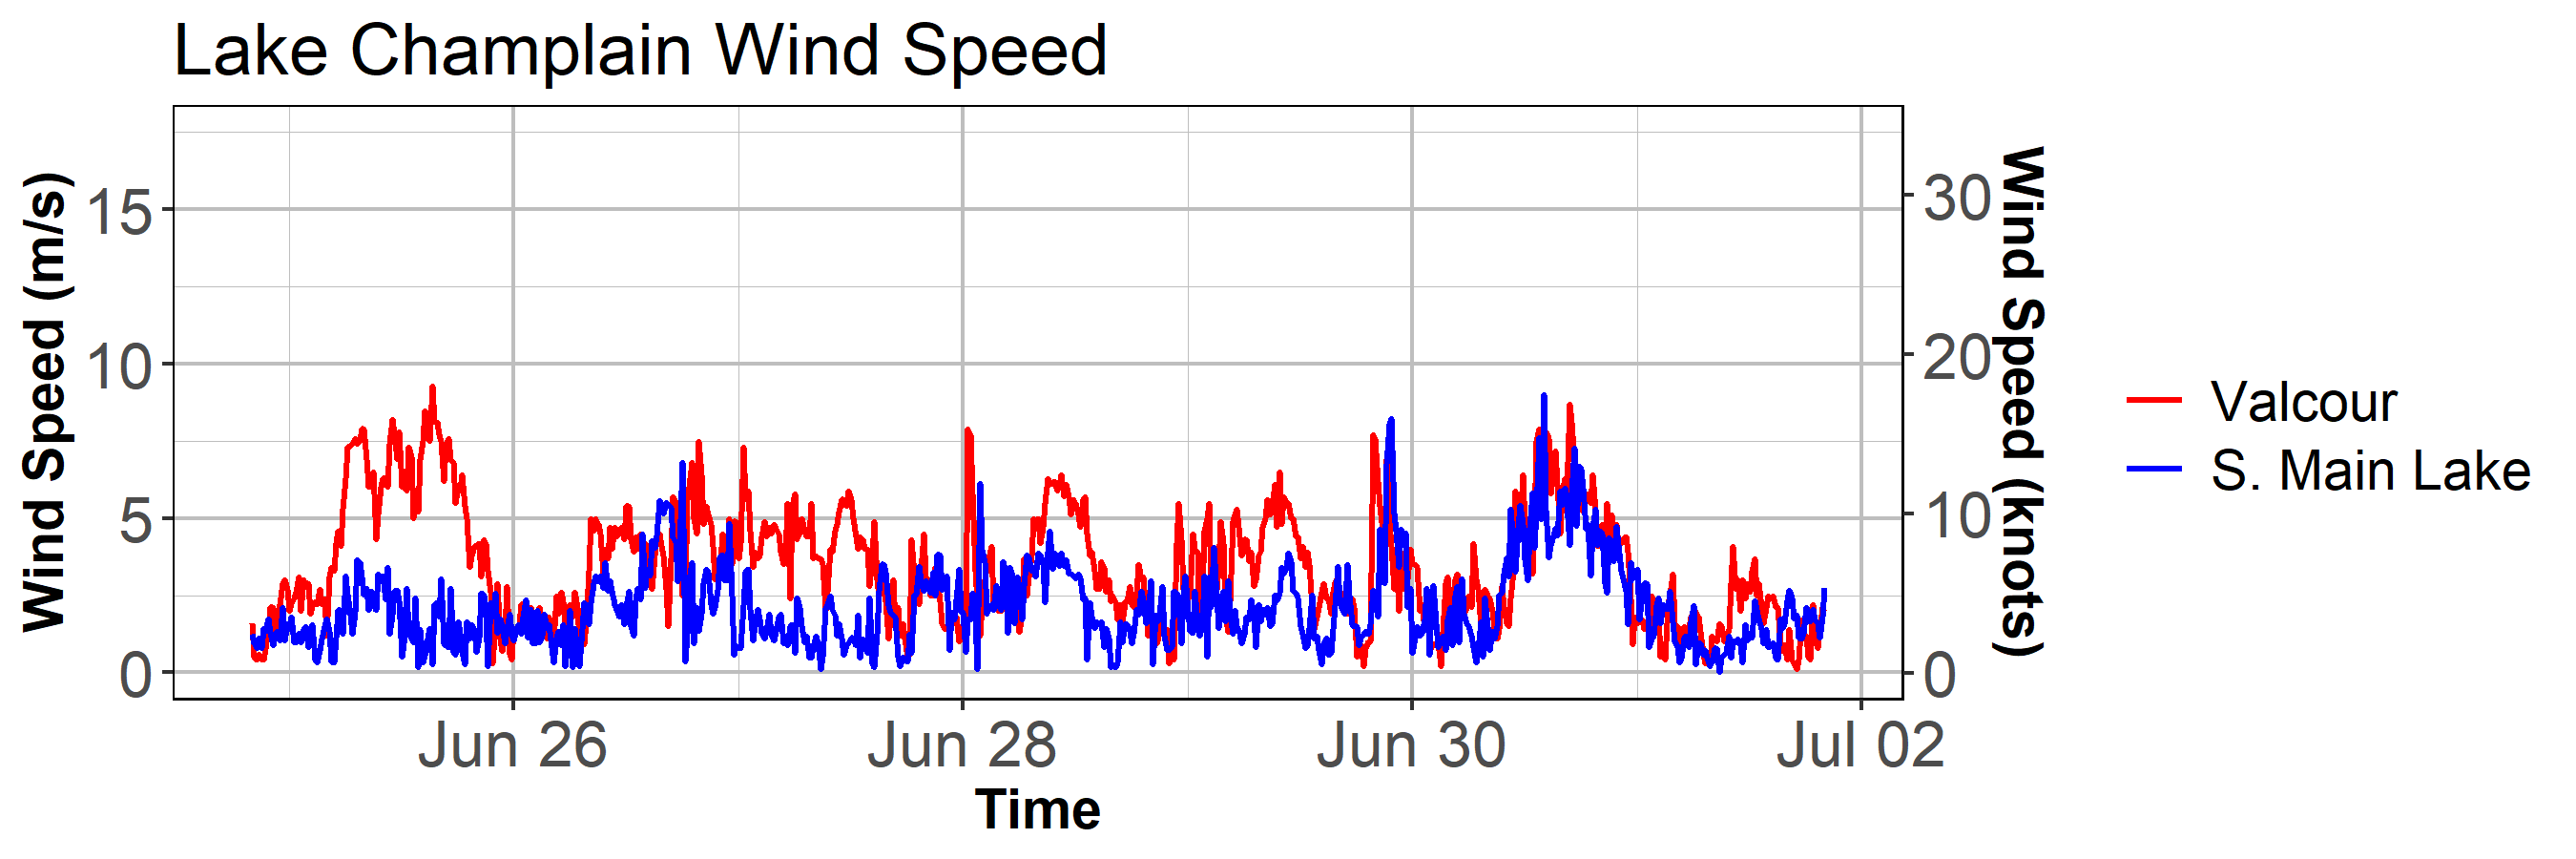 Lake Champlain Wind Speed
Wind Speed (m/s)
15
10
5
0
30
20
10
0
Wind Speed (knots)
Jun 26
Jun 28
Jun 30
Jul 02
Time
Valcour
S. Main Lake